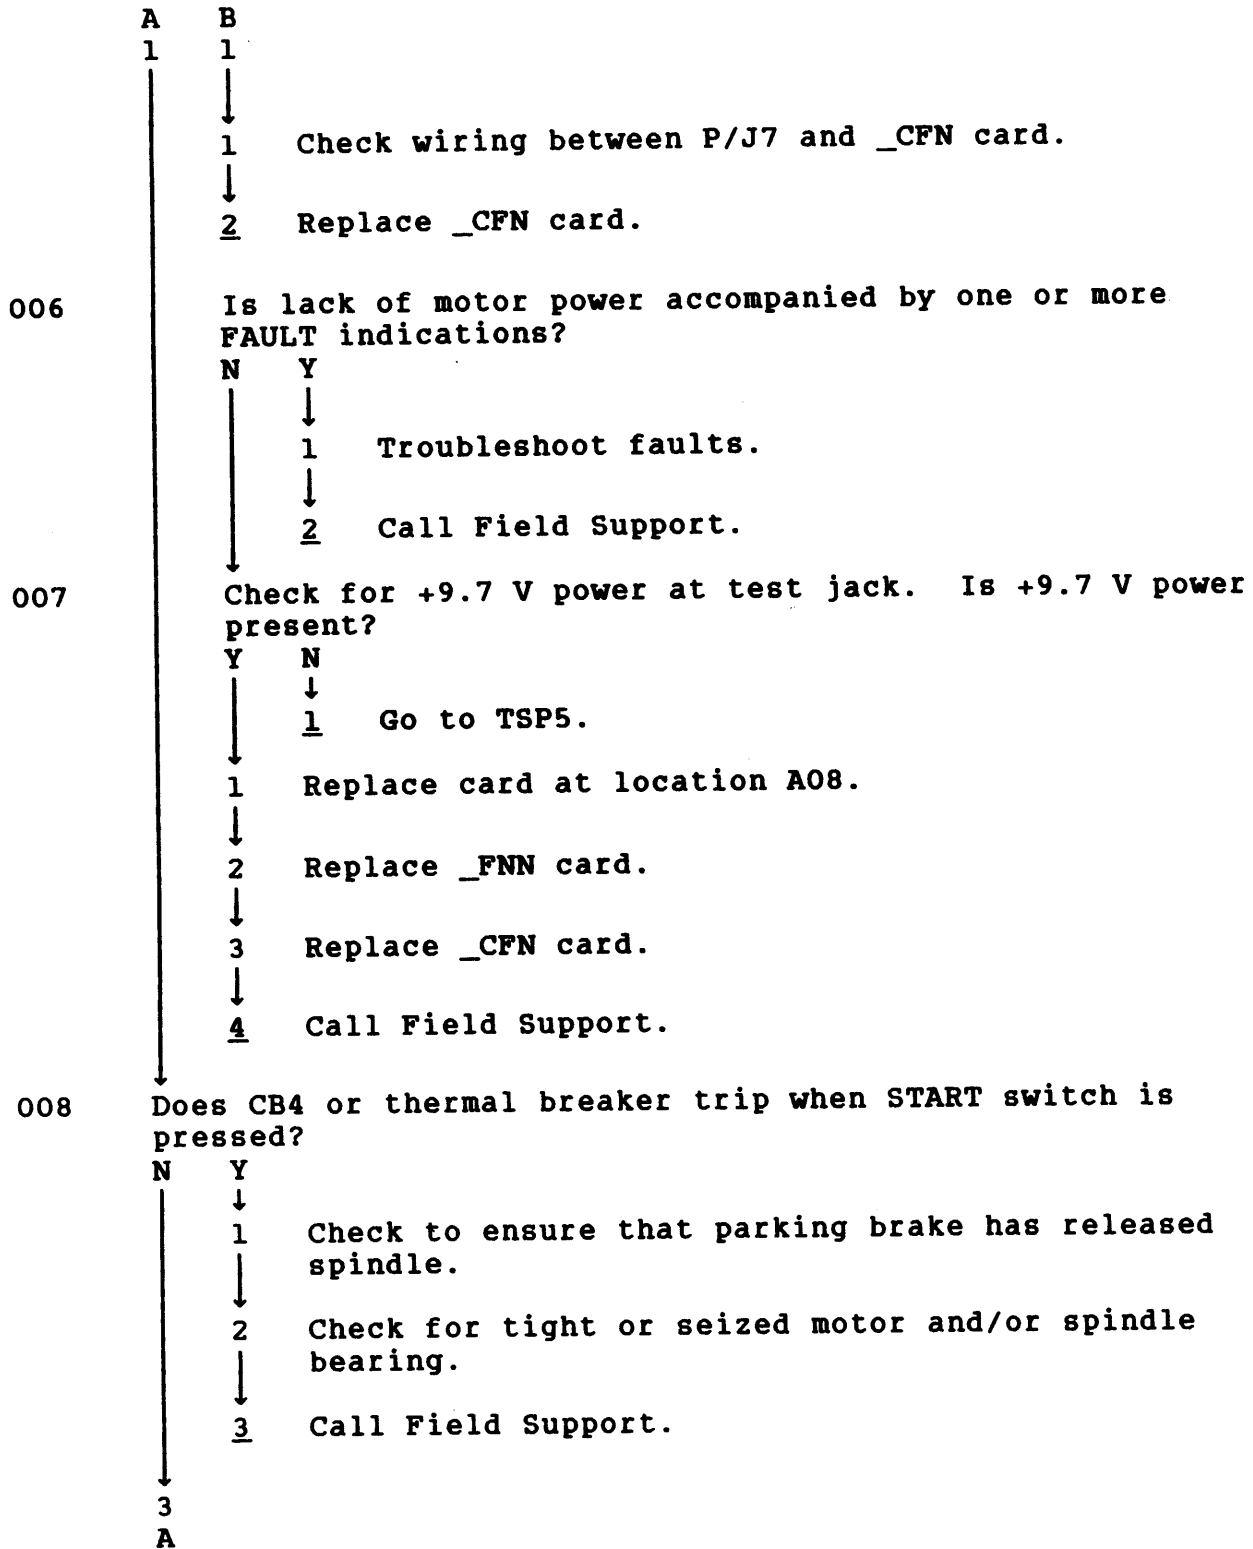 A B
1 1
1 Check wiring between P/J7 and _CFN card.
2 Replace _CFN card.
006 Is lack of motor power accompanied by one or more
FAULT indications?
N Y
1 Troubleshoot faults.
2 Call Field Support.
007 Check for +9.7 V power at test jack. Is +9.7 V power
present?
Y N
1 Go to TSP5.
1 Replace card at location A08.
2 Replace _FNN card.
3 Replace _CFN card.
4 Call Field Support.
008 Does CB4 or thermal breaker trip when START switch is
pressed?
N Y
1 Check to ensure that parking brake has released
spindle.
2 Check for tight or seized motor and/or spindle
bearing.
3 Call Field Support.
3
A